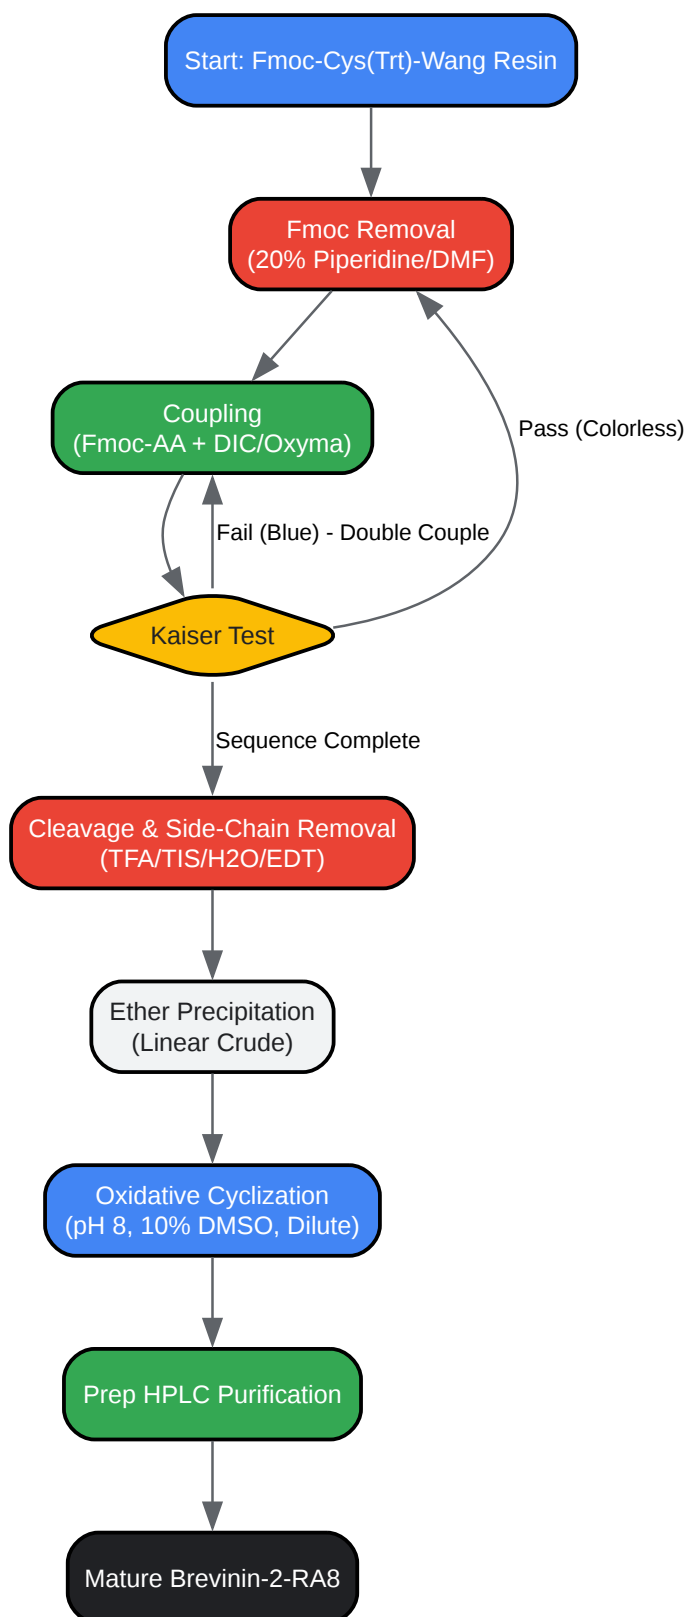 Start: Fmoc-Cys(Trt)-Wang Resin
Fmoc Removal
(20% Piperidine/DMF)
Coupling
(Fmoc-AA + DIC/Oxyma)
Pass (Colorless)
Fail (Blue) - Double Couple
Kaiser Test
Sequence Complete
Cleavage & Side-Chain Removal
(TFA/TIS/H2O/EDT)
Ether Precipitation
(Linear Crude)
Oxidative Cyclization
(pH 8, 10% DMSO, Dilute)
Prep HPLC Purification
Mature Brevinin-2-RA8